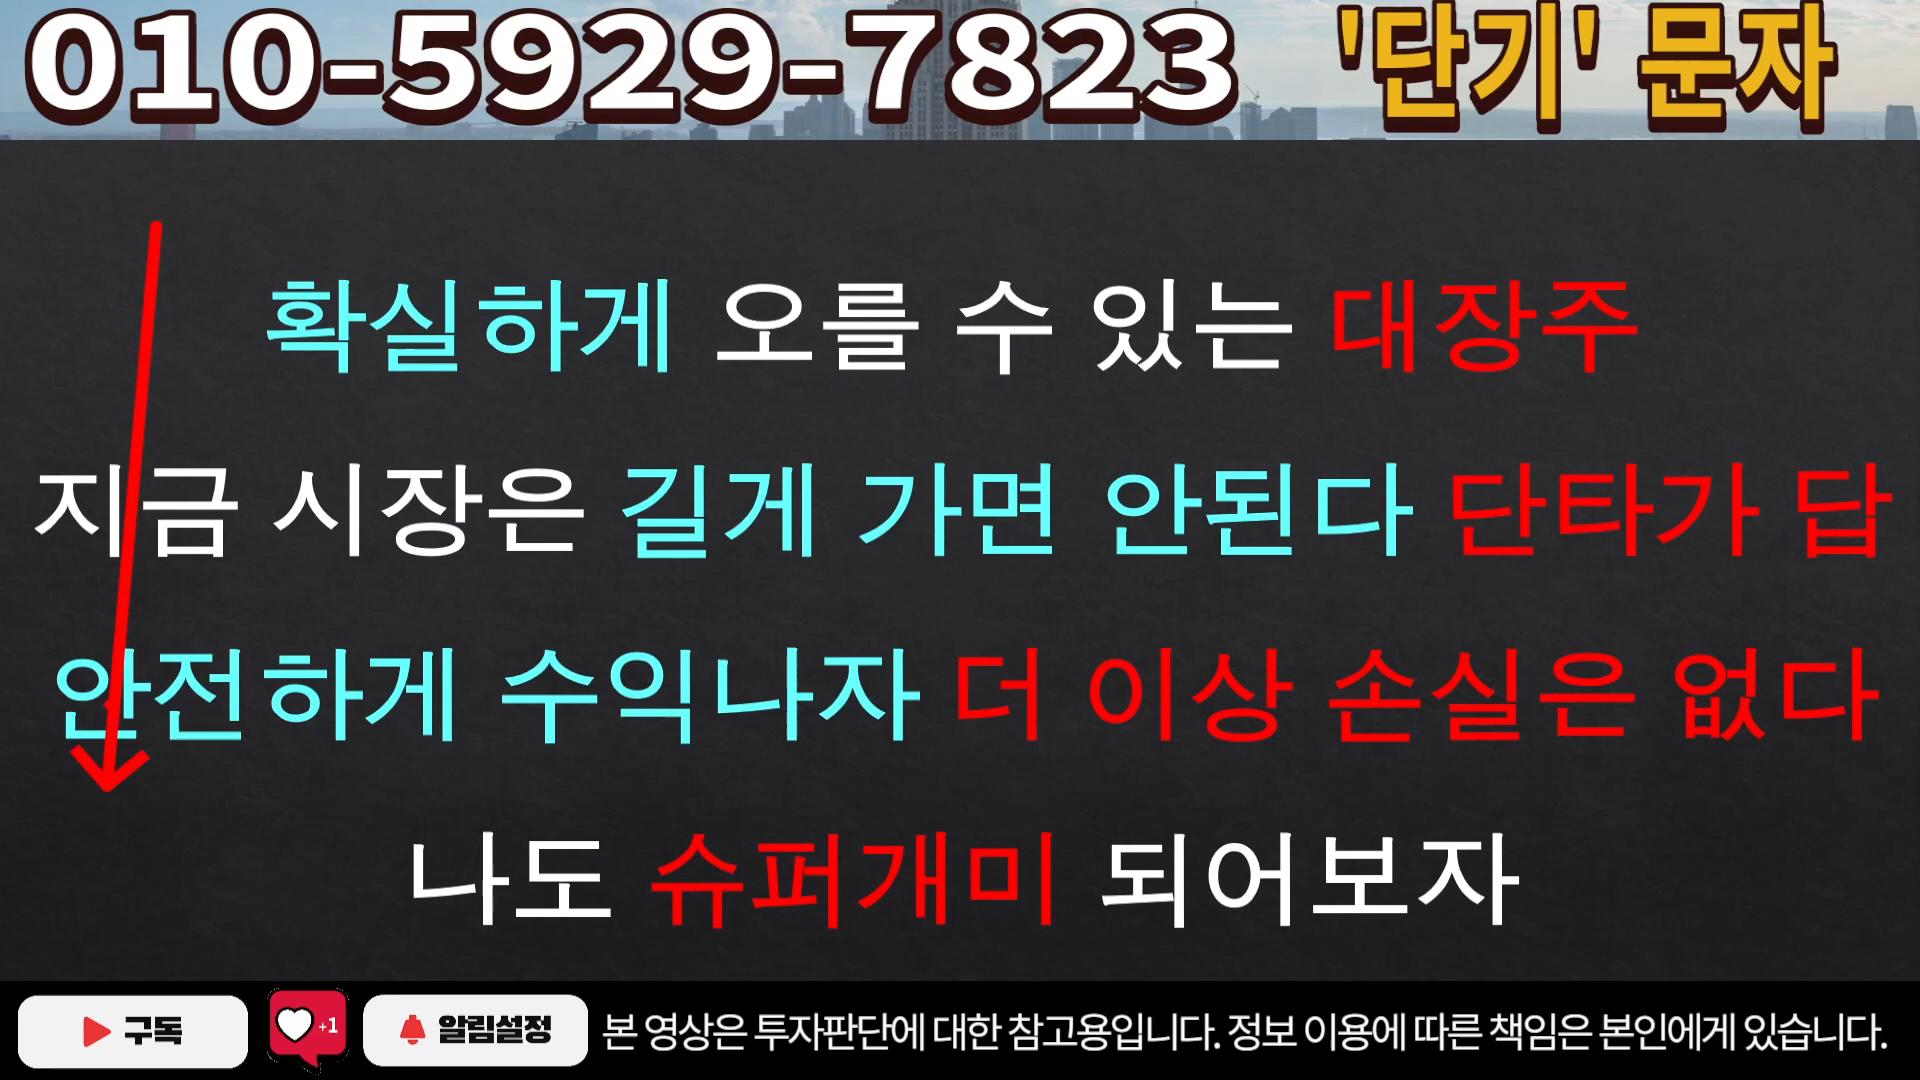 010-5929-7823 '단기' 문자
확실하게 오를 수 있는 대장주
지금 시장은 길게 가면 안된다 단타가 답
안전하게 수익나자 더 이상 손실은 없다
나도 슈퍼개미 되어보자
구독 +1 알림설정 본 영상은 투자판단에 대한 참고용입니다. 정보 이용에 따른 책임은 본인에게 있습니다.